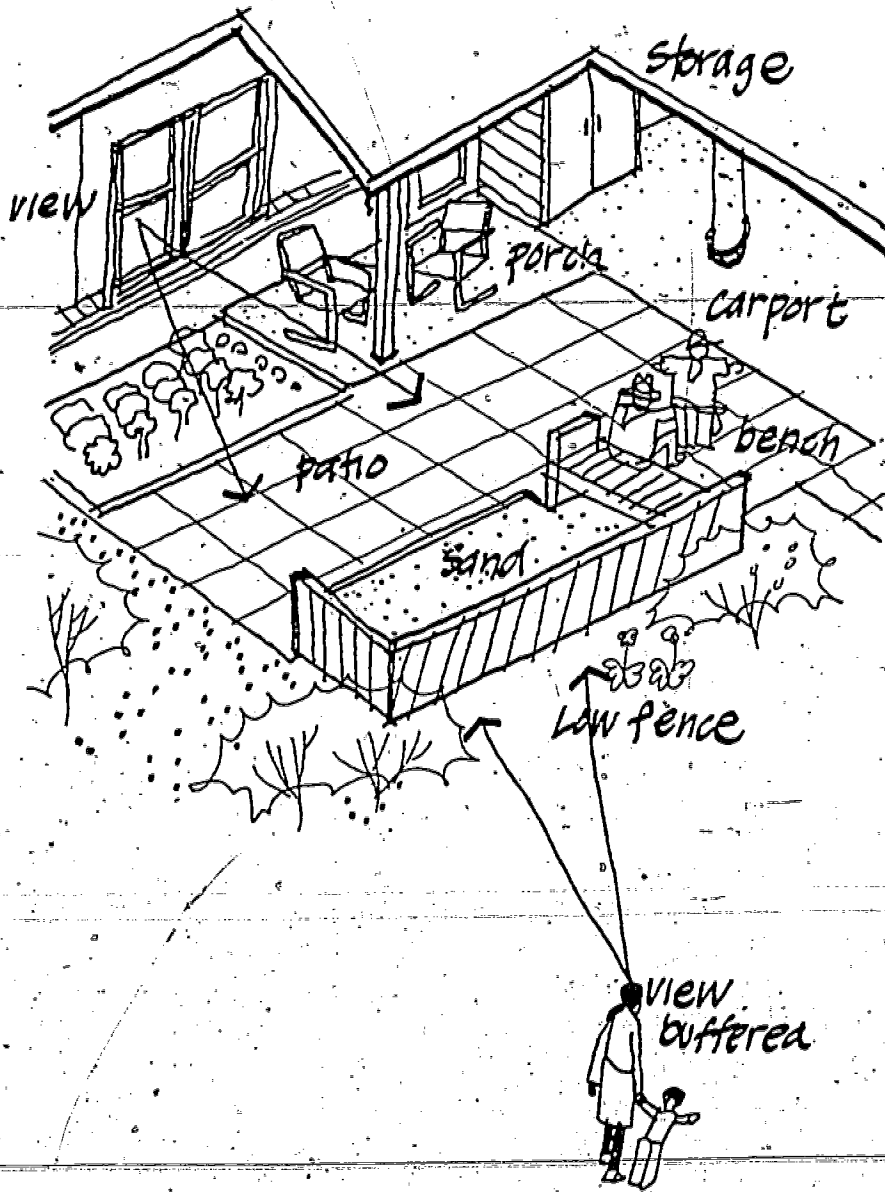 storage
view
porch
carport
bench
patio
sand
Low fence
view
buffered